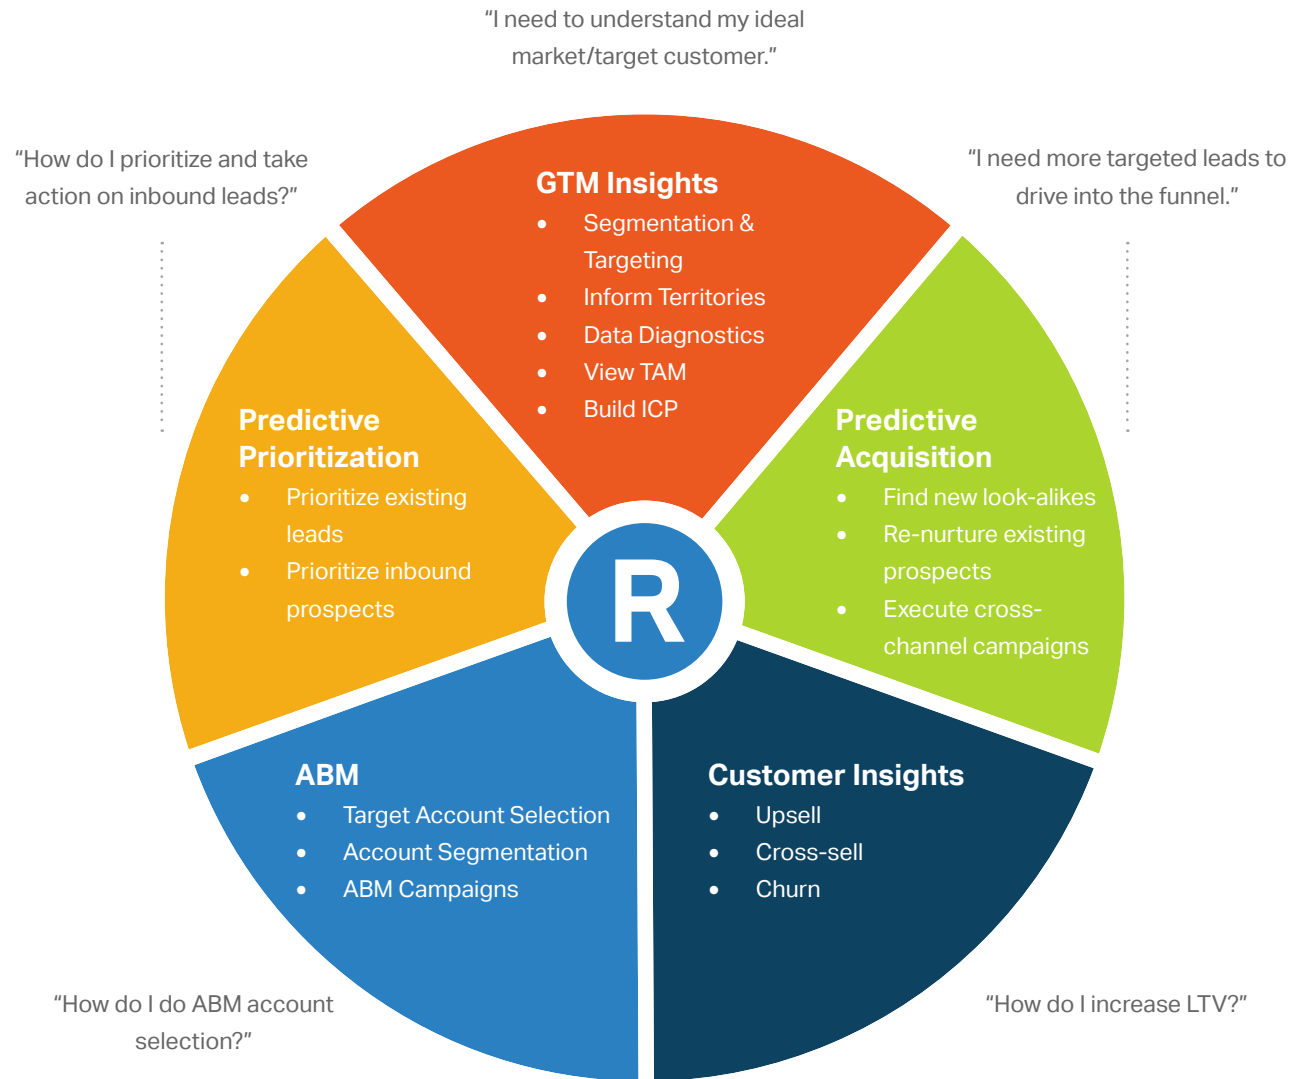 “I need to understand my ideal
market/target customer.”
“How do I prioritize and take
action on inbound leads?”
“I need more targeted leads to
drive into the funnel.”
GTM Insights
• Segmentation &
Targeting
• Inform Territories
• Data Diagnostics
• View TAM
• Build ICP
Predictive
Prioritization
• Prioritize existing
leads
• Prioritize inbound
prospects
Predictive
Acquisition
• Find new look-alikes
• Re-nurture existing
prospects
• Execute cross-
channel campaigns
R
ABM
• Target Account Selection
• Account Segmentation
• ABM Campaigns
Customer Insights
• Upsell
• Cross-sell
• Churn
“How do I do ABM account
selection?”
“How do I increase LTV?”